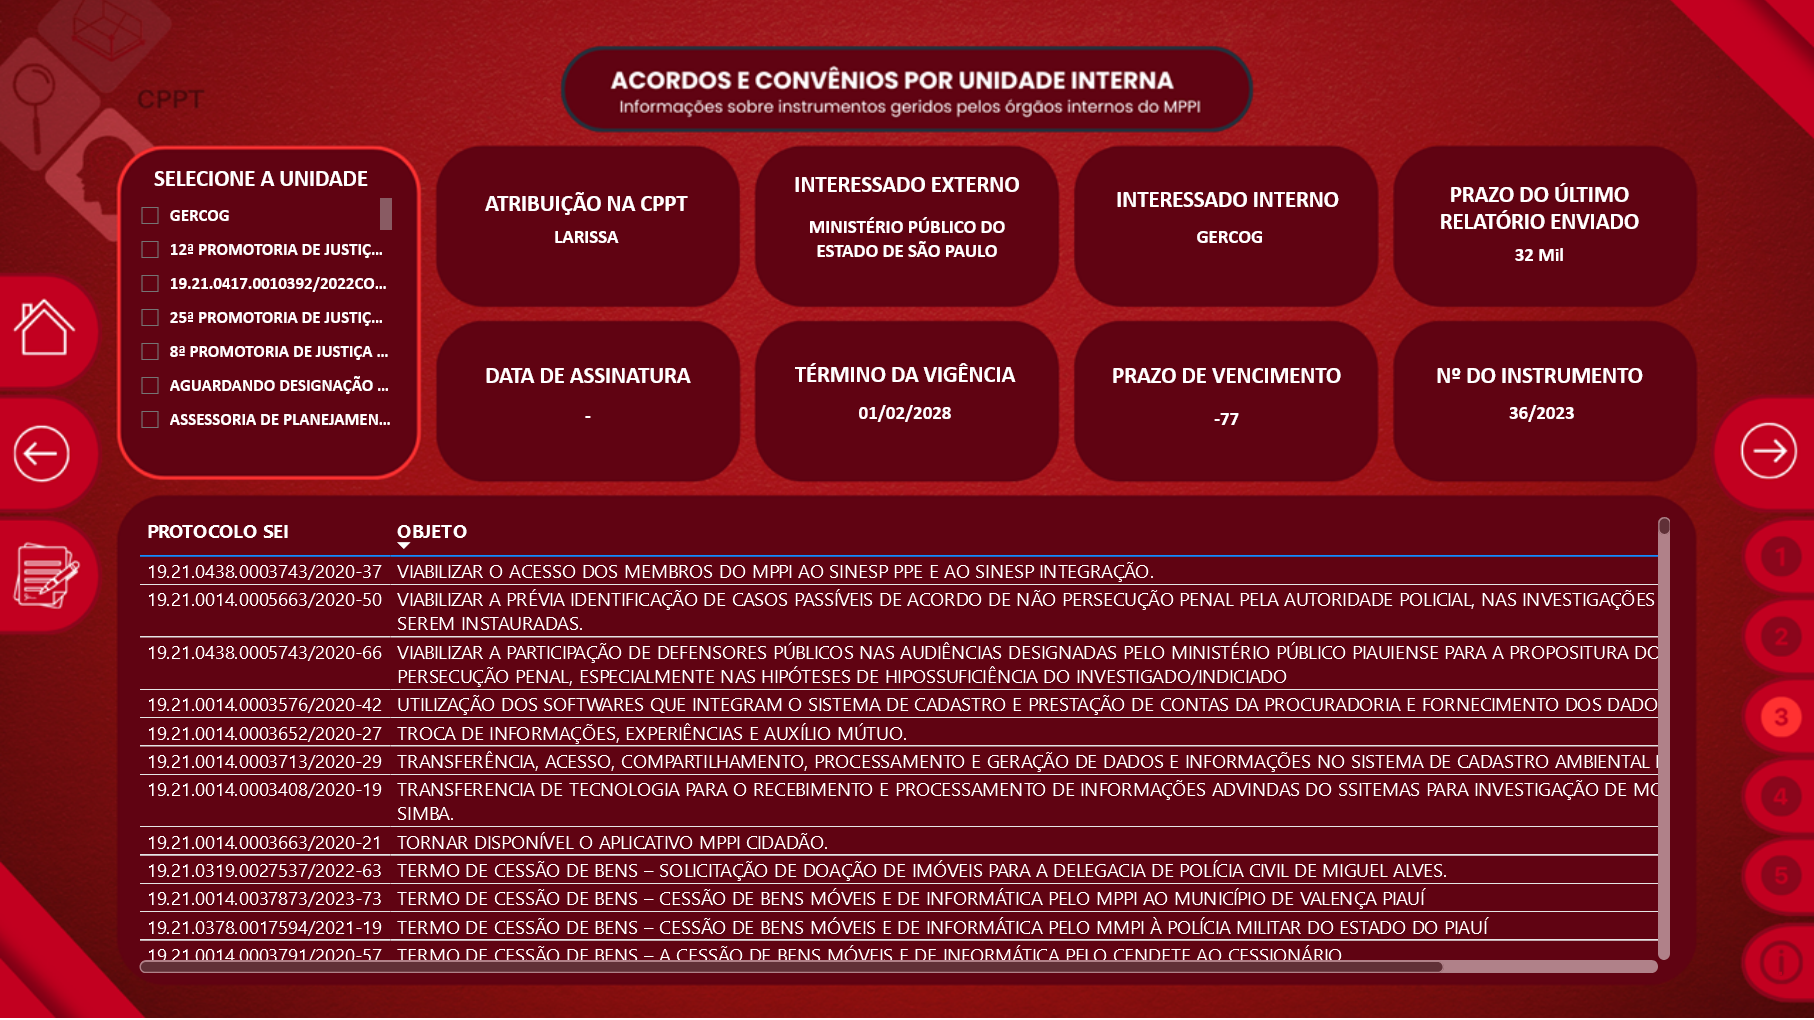 CPPT
ACORDOS E CONVÊNIOS POR UNIDADE INTERNA
Informações sobre instrumentos geridos pelos órgãos internos do MPPI
SELECIONE A UNIDADE
GERCOG
12ª PROMOTORIA DE JUSTIÇ...
19.21.0417.0010392/2022CO...
25ª PROMOTORIA DE JUSTIÇ...
8ª PROMOTORIA DE JUSTIÇA ...
AGUARDANDO DESIGNAÇÃO ...
ASSESSORIA DE PLANEJAMEN...
ATRIBUIÇÃO NA CPPT
LARISSA
INTERESSADO EXTERNO
MINISTÉRIO PÚBLICO DO
ESTADO DE SÃO PAULO
INTERESSADO INTERNO
GERCOG
PRAZO DO ÚLTIMO
RELATÓRIO ENVIADO
32 Mil
DATA DE ASSINATURA
-
TÉRMINO DA VIGÊNCIA
01/02/2028
PRAZO DE VENCIMENTO
-77
Nº DO INSTRUMENTO
36/2023
PROTOCOLO SEI OBJETO
19.21.0438.0003743/2020-37 VIABILIZAR O ACESSO DOS MEMBROS DO MPPI AO SINESP PPE E AO SINESP INTEGRAÇÃO.
19.21.0014.0005663/2020-50 VIABILIZAR A PRÉVIA IDENTIFICAÇÃO DE CASOS PASSÍVEIS DE ACORDO DE NÃO PERSECUÇÃO PENAL PELA AUTORIDADE POLICIAL, NAS INVESTIGAÇÕES
SEREM INSTAURADAS.
19.21.0438.0005743/2020-66 VIABILIZAR A PARTICIPAÇÃO DE DEFENSORES PÚBLICOS NAS AUDIÊNCIAS DESIGNADAS PELO MINISTÉRIO PÚBLICO PIAUIENSE PARA A PROPOSITURA DO
PERSECUÇÃO PENAL, ESPECIALMENTE NAS HIPÓTESES DE HIPOSSUFICIÊNCIA DO INVESTIGADO/INDICIADO
19.21.0014.0003576/2020-42 UTILIZAÇÃO DOS SOFTWARES QUE INTEGRAM O SISTEMA DE CADASTRO E PRESTAÇÃO DE CONTAS DA PROCURADORIA E FORNECIMENTO DOS DADO
19.21.0014.0003652/2020-27 TROCA DE INFORMAÇÕES, EXPERIÊNCIAS E AUXÍLIO MÚTUO.
19.21.0014.0003713/2020-29 TRANSFERÊNCIA, ACESSO, COMPARTILHAMENTO, PROCESSAMENTO E GERAÇÃO DE DADOS E INFORMAÇÕES NO SISTEMA DE CADASTRO AMBIENTAL
19.21.0014.0003408/2020-19 TRANSFERENCIA DE TECNOLOGIA PARA O RECEBIMENTO E PROCESSAMENTO DE INFORMAÇÕES ADVINDAS DO SSITEMAS PARA INVESTIGAÇÃO DE MO
SIMBA.
19.21.0014.0003663/2020-21 TORNAR DISPONÍVEL O APLICATIVO MPPI CIDADÃO.
19.21.0319.0027537/2022-63 TERMO DE CESSÃO DE BENS – SOLICITAÇÃO DE DOAÇÃO DE IMÓVEIS PARA A DELEGACIA DE POLÍCIA CIVIL DE MIGUEL ALVES.
19.21.0014.0037873/2023-73 TERMO DE CESSÃO DE BENS – CESSÃO DE BENS MÓVEIS E DE INFORMÁTICA PELO MPPI AO MUNICÍPIO DE VALENÇA PIAUÍ
19.21.0378.0017594/2021-19 TERMO DE CESSÃO DE BENS – CESSÃO DE BENS MÓVEIS E DE INFORMÁTICA PELO MMPI À POLÍCIA MILITAR DO ESTADO DO PIAUÍ
19.21.0014.0003791/2020-57 TERMO DE CESSÃO DE BENS – A CESSÃO DE BENS MÓVEIS E DE INFORMÁTICA PELO CENDETE AO CESSIONÁRIO
1
2
3
4
5
i